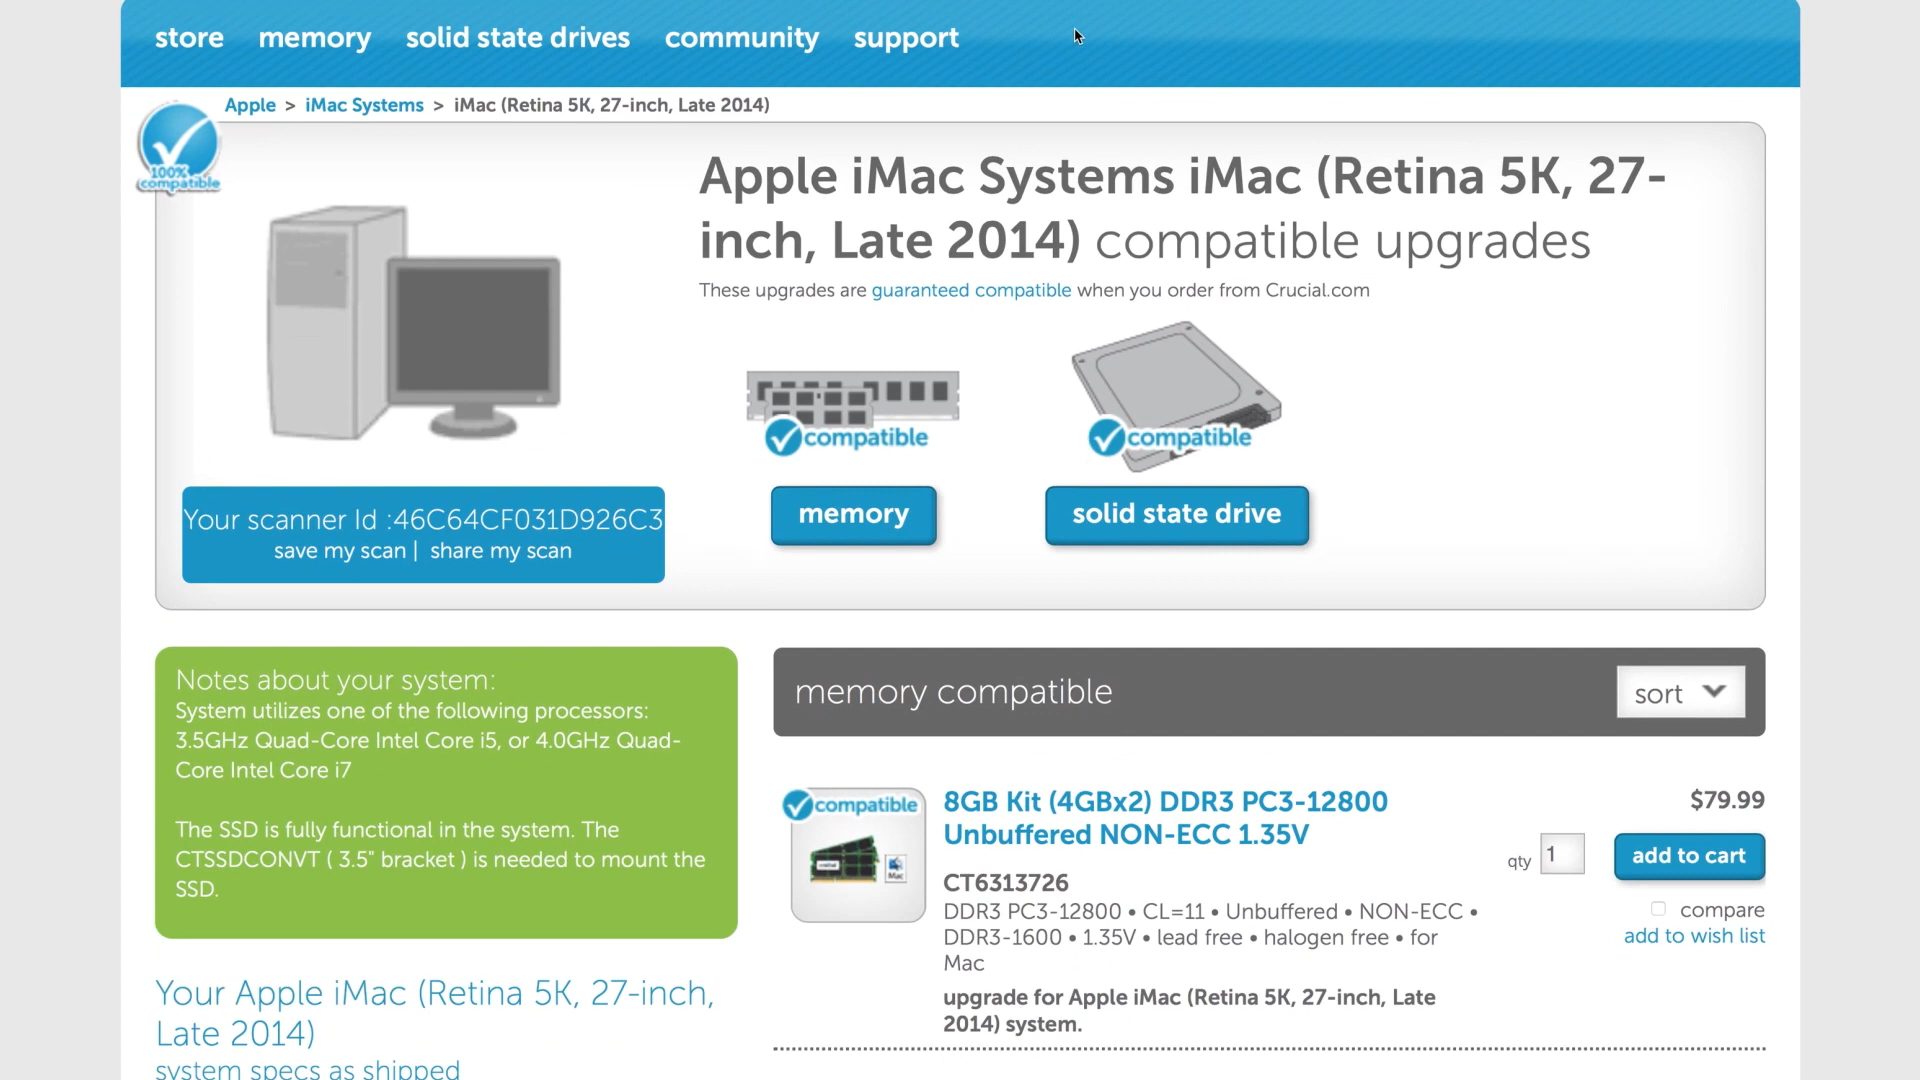 store memory solid state drives community support
Apple > iMac Systems > iMac (Retina 5K, 27-inch, Late 2014)
100%
compatible
Apple iMac Systems iMac (Retina 5K, 27-
inch, Late 2014) compatible upgrades
These upgrades are guaranteed compatible when you order from Crucial.com
compatible
compatible
memory
solid state drive
Your scanner Id :46C64CF031D926C3
save my scan | share my scan
Notes about your system:
System utilizes one of the following processors:
3.5GHz Quad-Core Intel Core i5, or 4.0GHz Quad-
Core Intel Core i7
The SSD is fully functional in the system. The
CTSSDCONVT ( 3.5" bracket ) is needed to mount the
SSD.
Your Apple iMac (Retina 5K, 27-inch,
Late 2014)
system specs as shipped
memory compatible
sort
compatible
crucial
Mac
8GB Kit (4GBx2) DDR3 PC3-12800
Unbuffered NON-ECC 1.35V
CT6313726
DDR3 PC3-12800 • CL=11 • Unbuffered • NON-ECC •
DDR3-1600 • 1.35V • lead free • halogen free • for
Mac
upgrade for Apple iMac (Retina 5K, 27-inch, Late
2014) system.
$79.99
qty 1
add to cart
compare
add to wish list